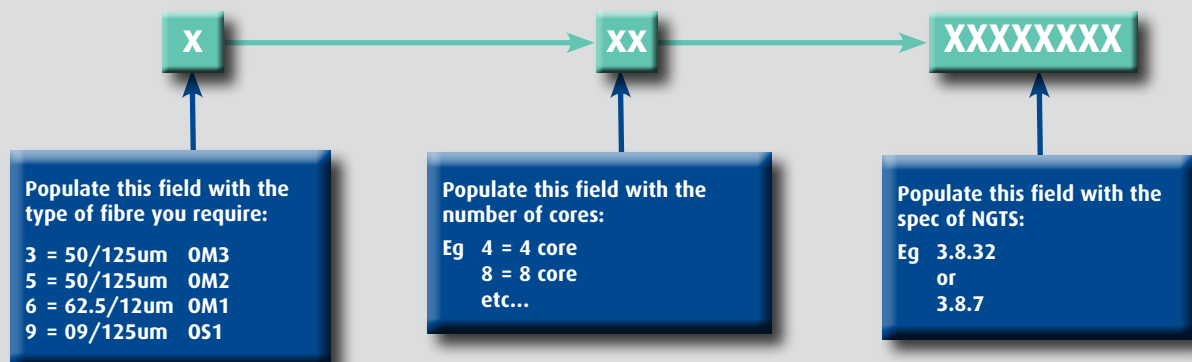 X
XX
XXXXXXXX
Populate this field with the
type of fibre you require:
3 = 50/125um OM3
5 = 50/125um OM2
6 = 62.5/12um OM1
9 = 09/125um OS1
Populate this field with the
number of cores:
Eg 4 = 4 core
8 = 8 core
etc...
Populate this field with the
spec of NGTS:
Eg 3.8.32
or
3.8.7